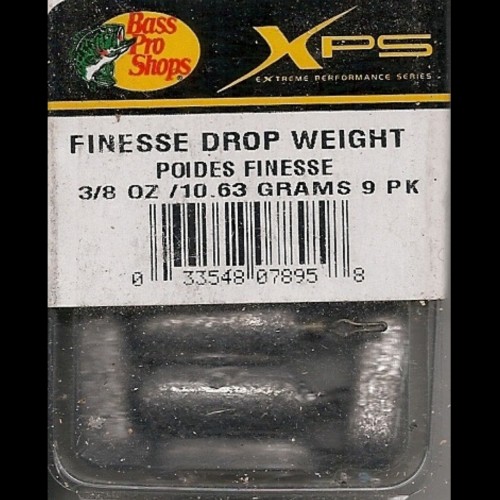 Bass
Pro
Shops
XPS
EXTREME PERFORMANCE SERIES
FINESSE DROP WEIGHT
POIDES FINESSE
3/8 OZ /10.63 GRAMS 9 PK
0 33548 07895 8